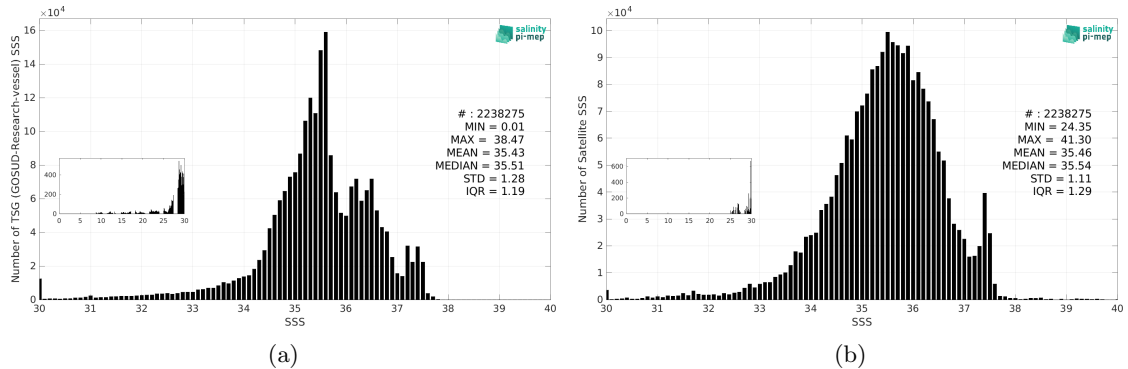 ×10⁴
salinity
pi-mep
Number of TSG (GOSUD-Research-vessel) SSS
16
14
12
10
8
6
4
2
0
# : 2238275
MIN = 0.01
MAX = 38.47
MEAN = 35.43
MEDIAN = 35.51
STD = 1.28
IQR = 1.19
400
200
0
0 5 10 15 20 25 30
30 31 32 33 34 35 36 37 38 39 40
SSS
(a)
×10⁴
salinity
pi-mep
Number of Satellite SSS
10
9
8
7
6
5
4
3
2
1
0
# : 2238275
MIN = 24.35
MAX = 41.30
MEAN = 35.46
MEDIAN = 35.54
STD = 1.11
IQR = 1.29
600
400
200
0
0 5 10 15 20 25 30
30 31 32 33 34 35 36 37 38 39 40
SSS
(b)